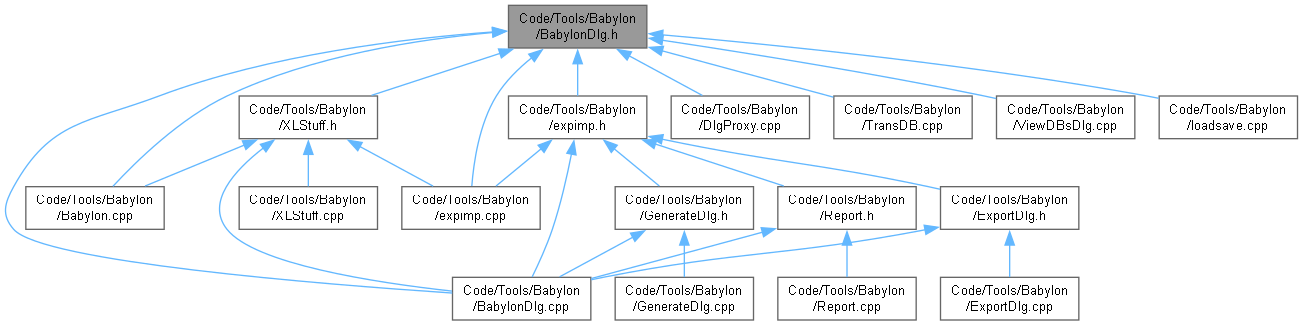 Code/Tools/Babylon
/BabylonDlg.h
Code/Tools/Babylon
/XLStuff.h
Code/Tools/Babylon
/expimp.h
Code/Tools/Babylon
/DlgProxy.cpp
Code/Tools/Babylon
/TransDB.cpp
Code/Tools/Babylon
/ViewDBsDlg.cpp
Code/Tools/Babylon
/loadsave.cpp
Code/Tools/Babylon
/Babylon.cpp
Code/Tools/Babylon
/XLStuff.cpp
Code/Tools/Babylon
/expimp.cpp
Code/Tools/Babylon
/GenerateDlg.h
Code/Tools/Babylon
/Report.h
Code/Tools/Babylon
/ExportDlg.h
Code/Tools/Babylon
/BabylonDlg.cpp
Code/Tools/Babylon
/GenerateDlg.cpp
Code/Tools/Babylon
/Report.cpp
Code/Tools/Babylon
/ExportDlg.cpp